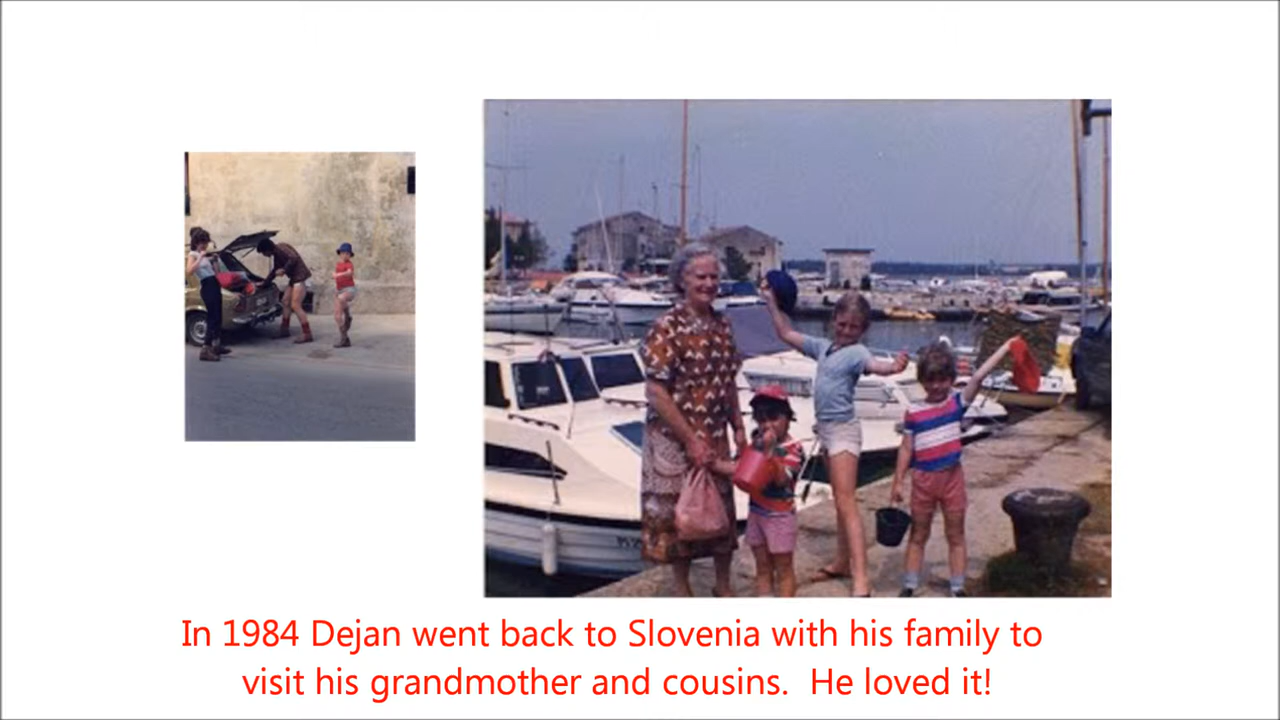 In 1984 Dejan went back to Slovenia with his family to
visit his grandmother and cousins.  He loved it!